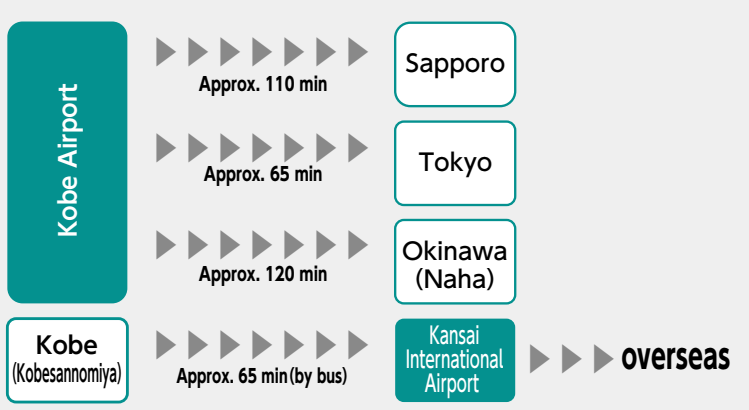 Kobe Airport
Approx. 110 min
Sapporo
Approx. 65 min
Tokyo
Approx. 120 min
Okinawa
(Naha)
Kobe
(Kobesannomiya)
Approx. 65 min(by bus)
Kansai
International
Airport
overseas